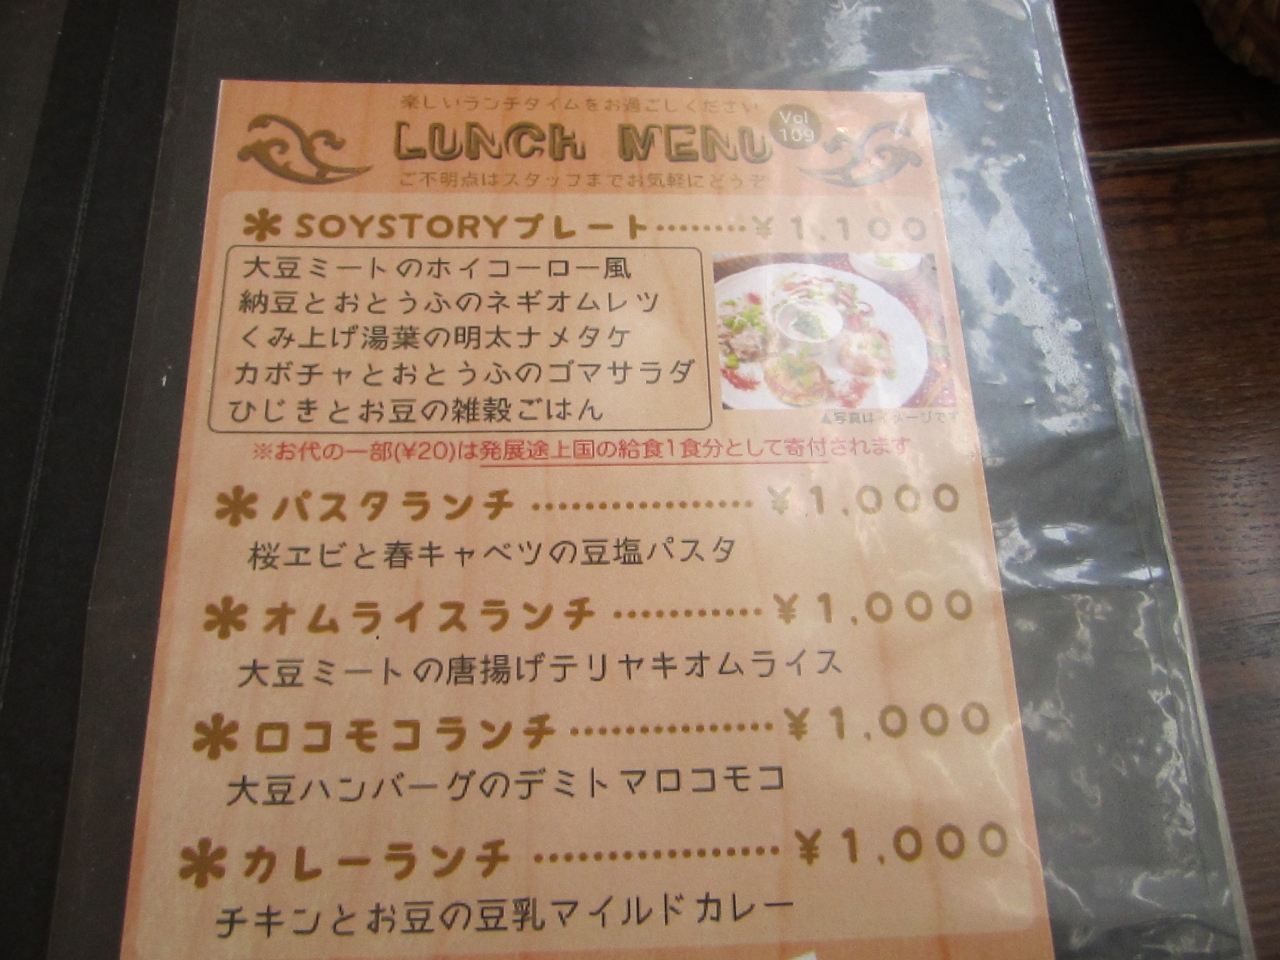 楽しいランチタイムをお過ごしください
LUNCH MENU
Vol 109
ご不明点はスタッフまでお気軽にどうぞ
✻ SOYSTORYプレート………¥1,100
大豆ミートのホイコーロー風
納豆とおとうふのネギオムレツ
くみ上げ湯葉の明太ナメタケ
カボチャとおとうふのゴマサラダ
ひじきとお豆の雑穀ごはん
▲写真はイメージです
※お代の一部(¥20)は発展途上国の給食1食分として寄付されます
✻ パスタランチ …………………¥1,000
桜エビと春キャベツの豆塩パスタ
✻ オムライスランチ …………¥1,000
大豆ミートの唐揚げテリヤキオムライス
✻ ロコモコランチ ………………¥1,000
大豆ハンバーグのデミトマロコモコ
✻ カレーランチ …………………¥1,000
チキンとお豆の豆乳マイルドカレー